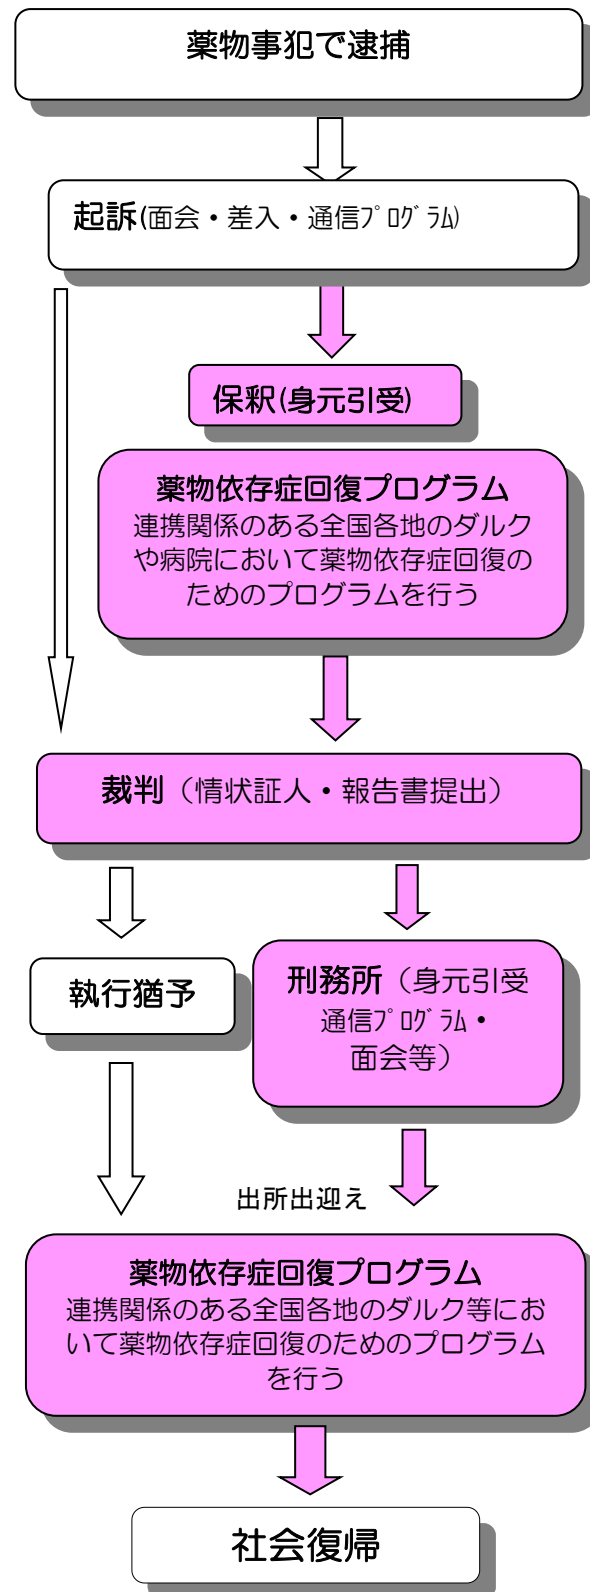 薬物事犯で逮捕
起訴(面会・差入・通信ﾌﾟﾛｸﾞﾗﾑ)
保釈(身元引受)
薬物依存症回復プログラム
連携関係のある全国各地のダルク
や病院において薬物依存症回復の
ためのプログラムを行う
裁判（情状証人・報告書提出）
執行猶予
刑務所（身元引受
通信ﾌﾟﾛｸﾞﾗﾑ・
面会等）
出所出迎え
薬物依存症回復プログラム
連携関係のある全国各地のダルク等にお
いて薬物依存症回復のためのプログラム
を行う
社会復帰